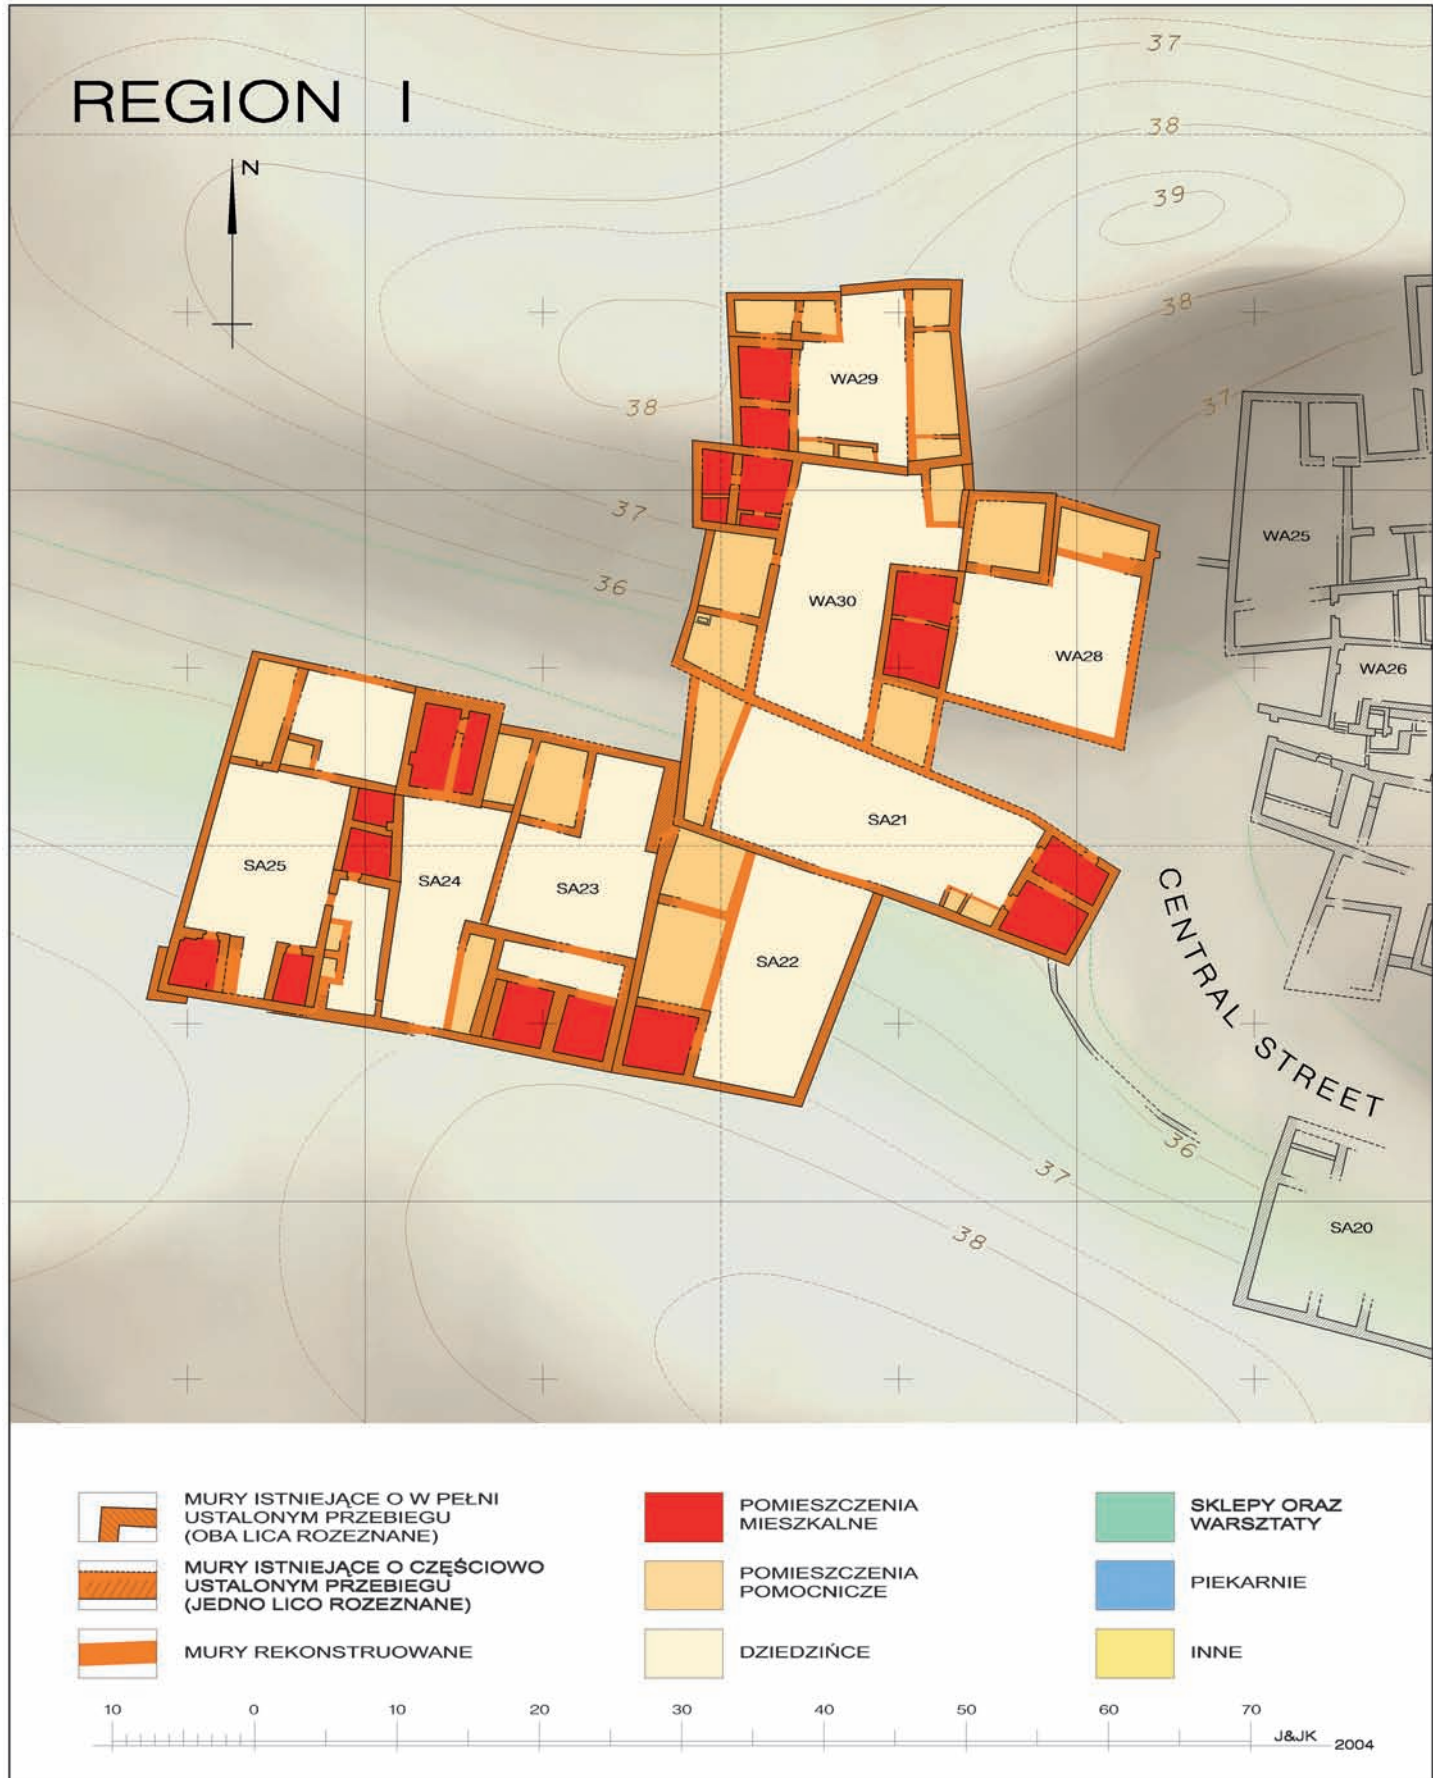 REGION I
N
37
38
39
38
37
38
37
36
WA29
WA25
WA30
WA28
WA26
SA21
SA25
SA24
SA23
SA22
CENTRAL STREET
36
37
38
SA20
MURY ISTNIEJĄCE O W PEŁNI
USTALONYM PRZEBIEGU
(OBA LICA ROZEZNANE)
MURY ISTNIEJĄCE O CZĘŚCIOWO
USTALONYM PRZEBIEGU
(JEDNO LICO ROZEZNANE)
MURY REKONSTRUOWANE
POMIESZCZENIA
MIESZKALNE
POMIESZCZENIA
POMOCNICZE
DZIEDZIŃCE
SKLEPY ORAZ
WARSZTATY
PIEKARNIE
INNE
10 0 10 20 30 40 50 60 70
J&JK 2004